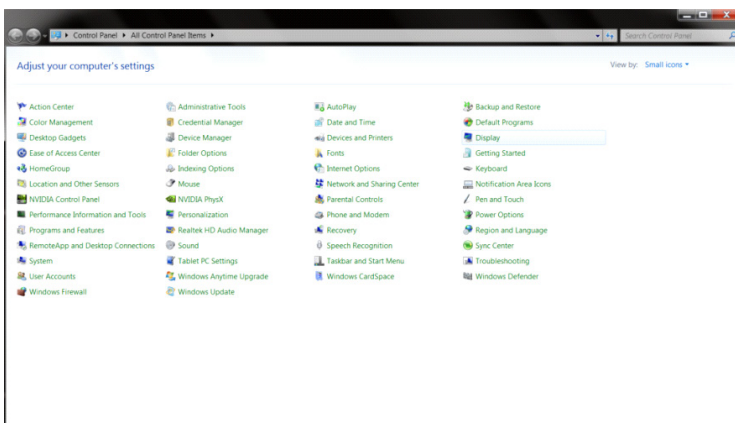 Control Panel ▸ All Control Panel Items ▸ Search Control Panel
Adjust your computer's settings View by: Small icons
Action Center Administrative Tools AutoPlay Backup and Restore
Color Management Credential Manager Date and Time Default Programs
Desktop Gadgets Device Manager Devices and Printers Display
Ease of Access Center Folder Options Fonts Getting Started
HomeGroup Indexing Options Internet Options Keyboard
Location and Other Sensors Mouse Network and Sharing Center Notification Area Icons
NVIDIA Control Panel NVIDIA PhysX Parental Controls Pen and Touch
Performance Information and Tools Personalization Phone and Modem Power Options
Programs and Features Realtek HD Audio Manager Recovery Region and Language
RemoteApp and Desktop Connections Sound Speech Recognition Sync Center
System Tablet PC Settings Taskbar and Start Menu Troubleshooting
User Accounts Windows Anytime Upgrade Windows CardSpace Windows Defender
Windows Firewall Windows Update